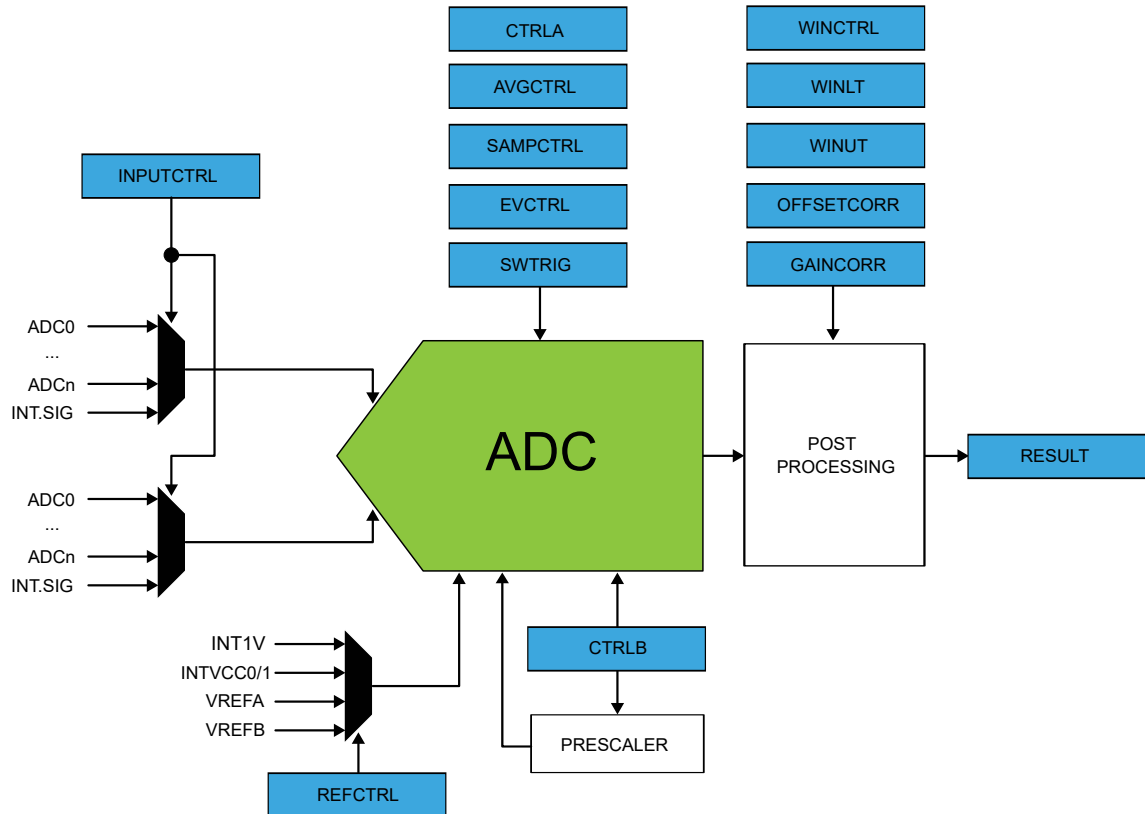 CTRLA
WINCTRL
AVGCTRL
WINLT
SAMPCTRL
WINUT
INPUTCTRL
EVCTRL
OFFSETCORR
SWTRIG
GAINCORR
ADC0
...
ADCn
INT.SIG
ADC
POST
PROCESSING
RESULT
ADC0
...
ADCn
INT.SIG
INT1V
INTVCC0/1
VREFA
VREFB
CTRLB
PRESCALER
REFCTRL